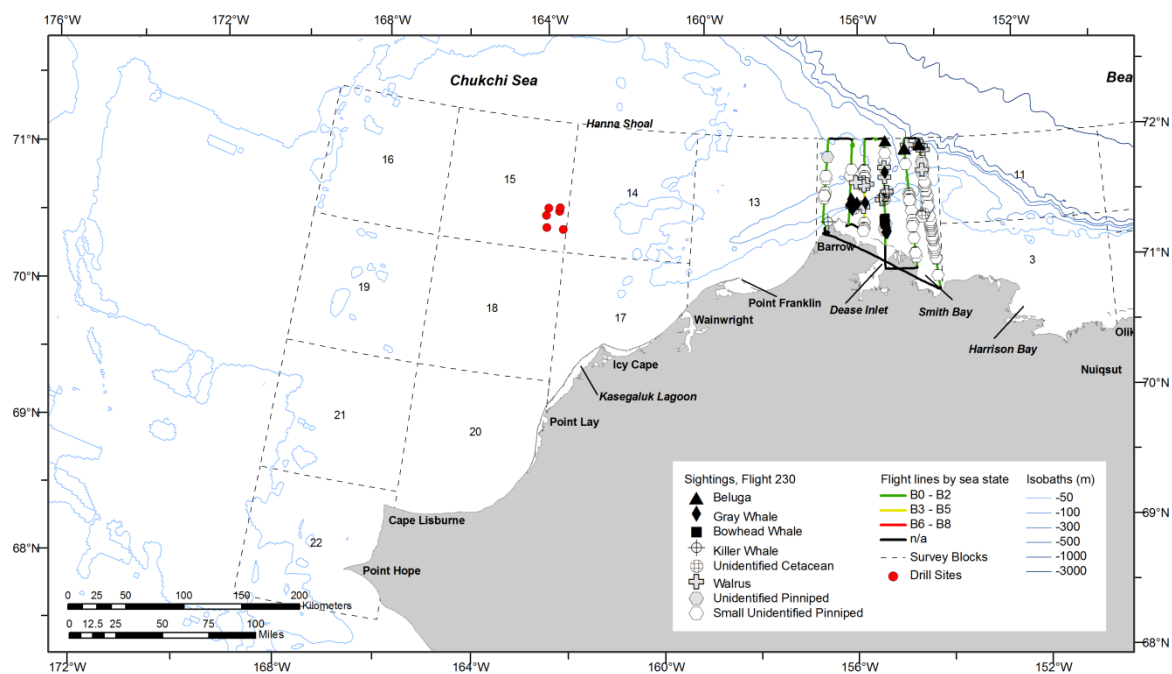 176°W
172°W
168°W
164°W
160°W
156°W
152°W
Chukchi Sea
Bea
72°N
71°N
Hanna Shoal
16
15
14
13
11
3
Barrow
71°N
70°N
19
18
17
Point Franklin
Dease Inlet
Smith Bay
Wainwright
Harrison Bay
Olik
Icy Cape
Nuiqsut
70°N
Kasegaluk Lagoon
69°N
21
20
Point Lay
Cape Lisburne
69°N
22
68°N
Point Hope
0 25 50 100 150 200
Kilometers
0 12.5 25 50 75 100
Miles
Sightings, Flight 230
Beluga
Gray Whale
Bowhead Whale
Killer Whale
Unidentified Cetacean
Walrus
Unidentified Pinniped
Small Unidentified Pinniped
Flight lines by sea state
B0 - B2
B3 - B5
B6 - B8
n/a
Survey Blocks
Drill Sites
Isobaths (m)
-50
-100
-300
-500
-1000
-3000
68°N
172°W
168°W
164°W
160°W
156°W
152°W